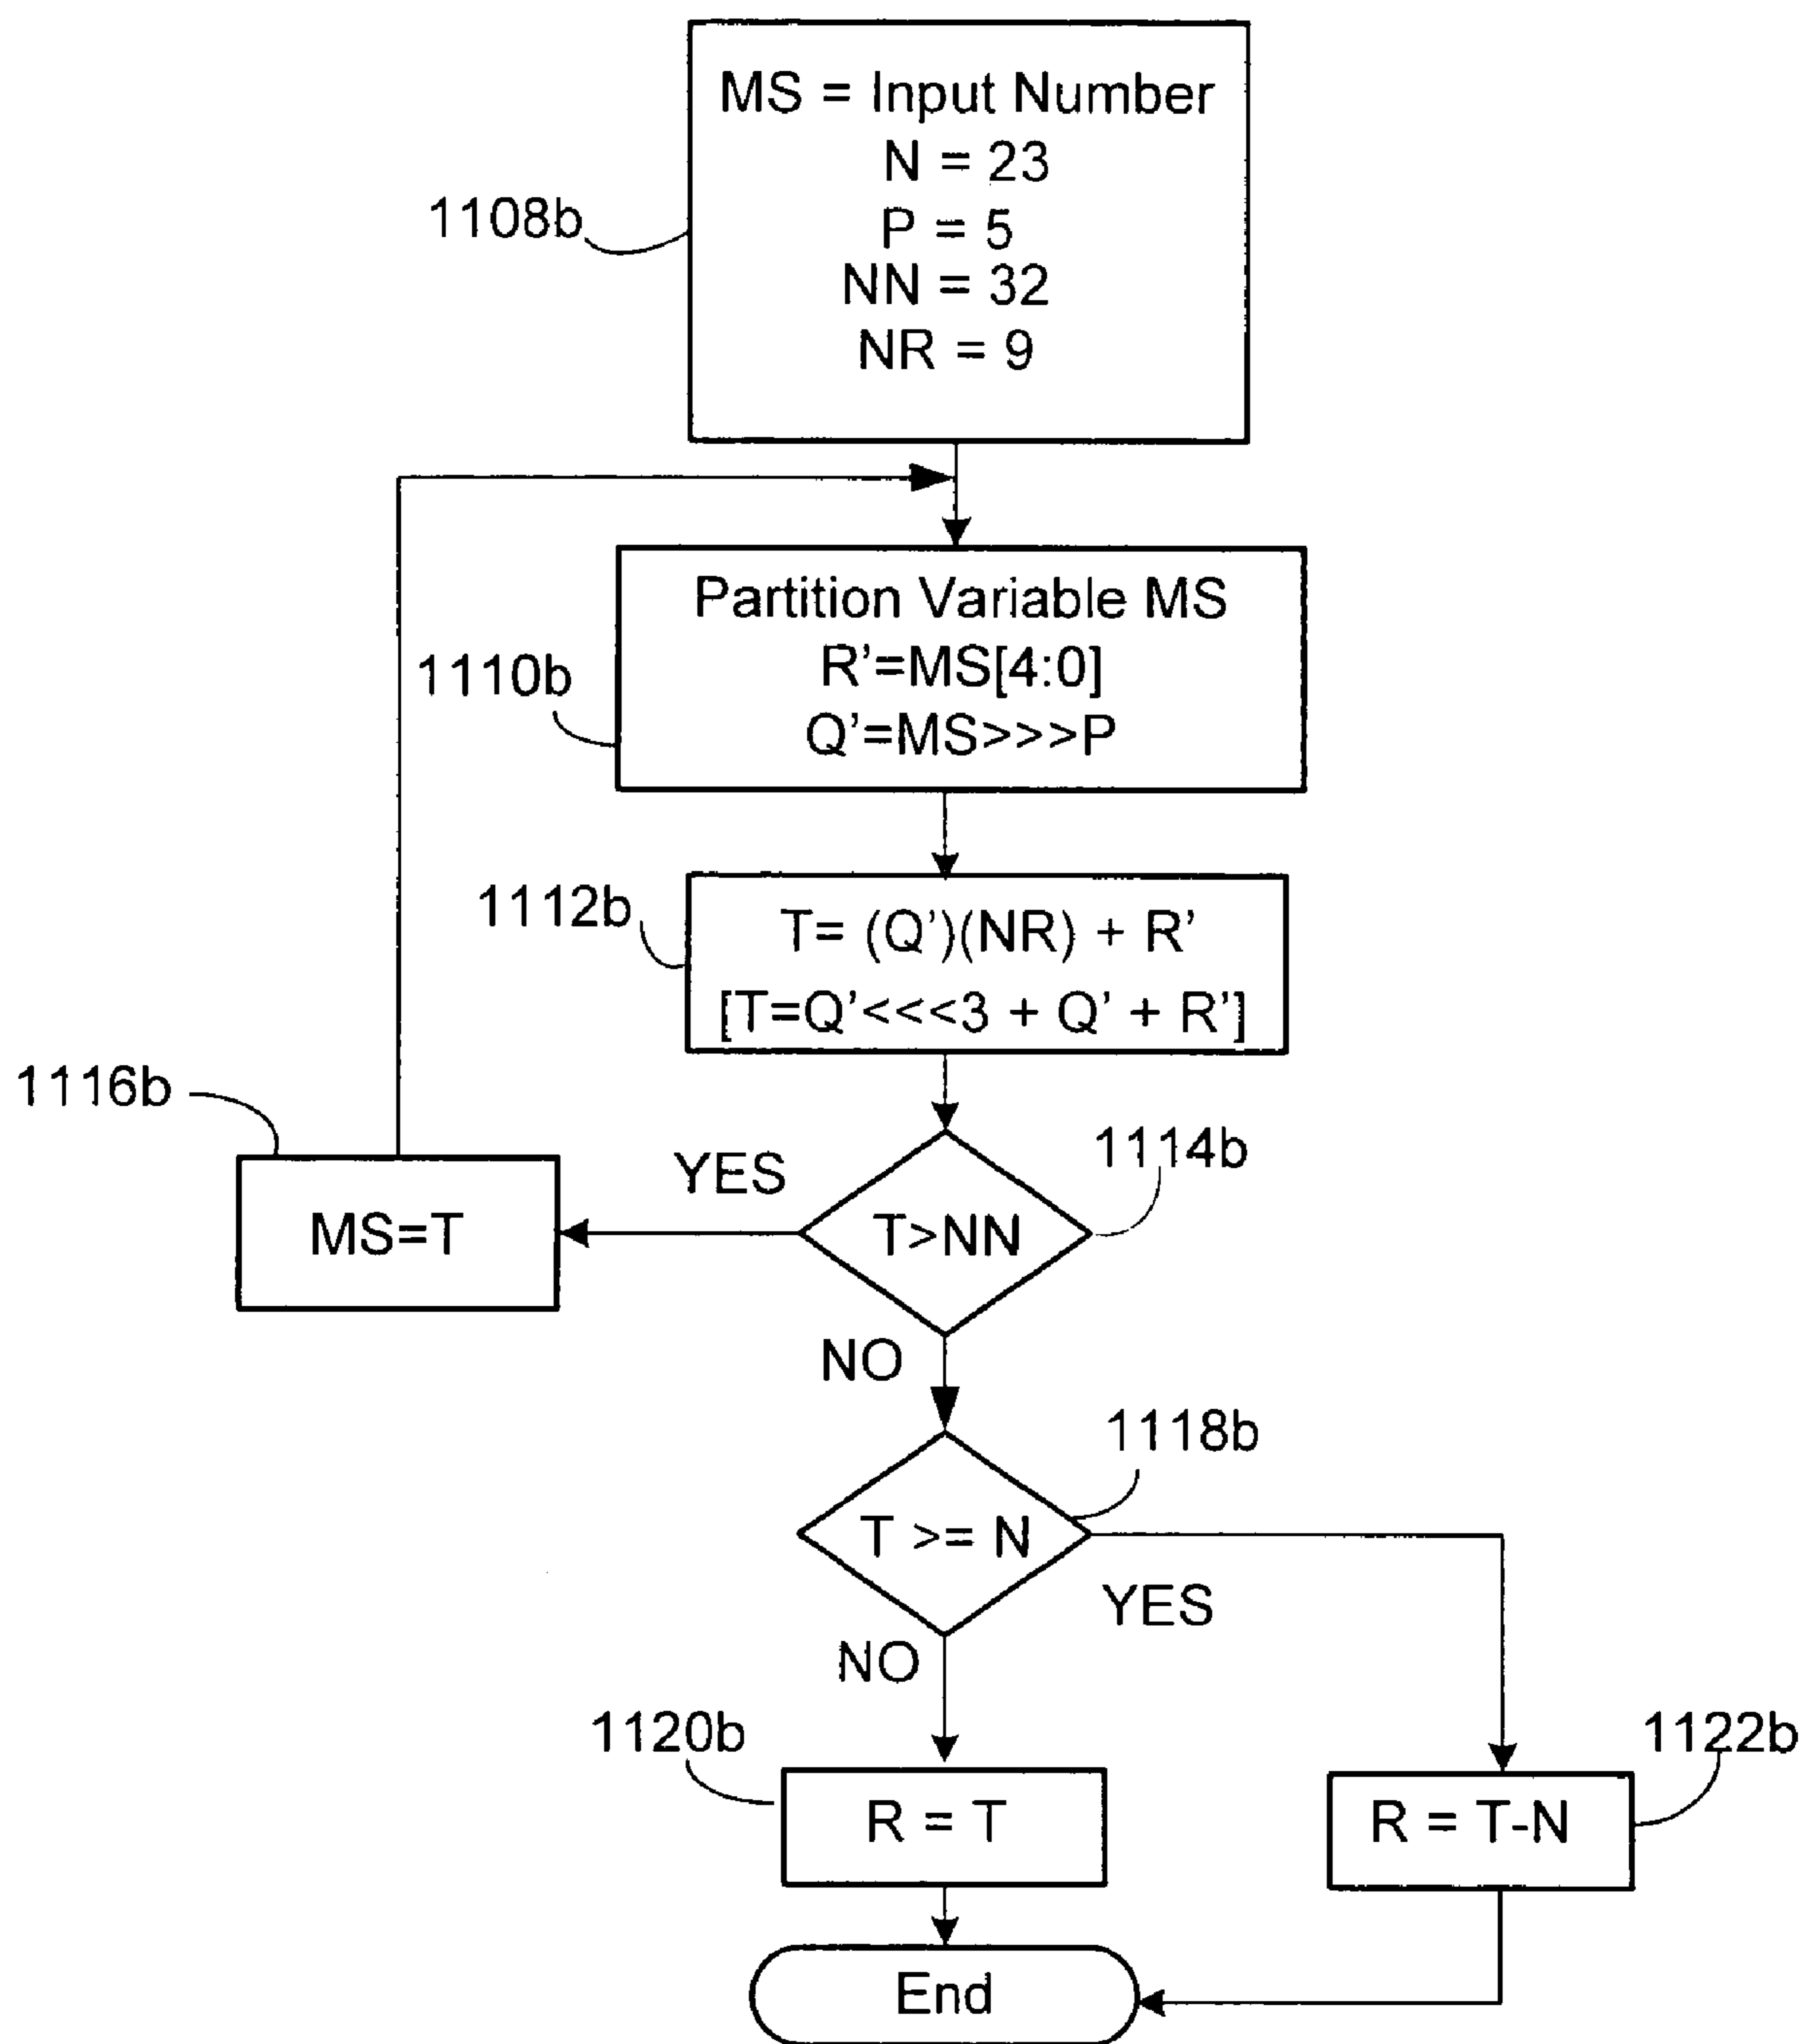 MS = Input Number
N = 23
P = 5
NN = 32
NR = 9
1108b
Partition Variable MS
R’=MS[4:0]
Q’=MS>>>P
1110b
1112b
T= (Q’)(NR) + R’
[T=Q’<<<3 + Q’ + R’]
1116b
YES
1114b
MS=T
T>NN
NO
1118b
T >= N
YES
NO
1120b
1122b
R = T
R = T-N
End